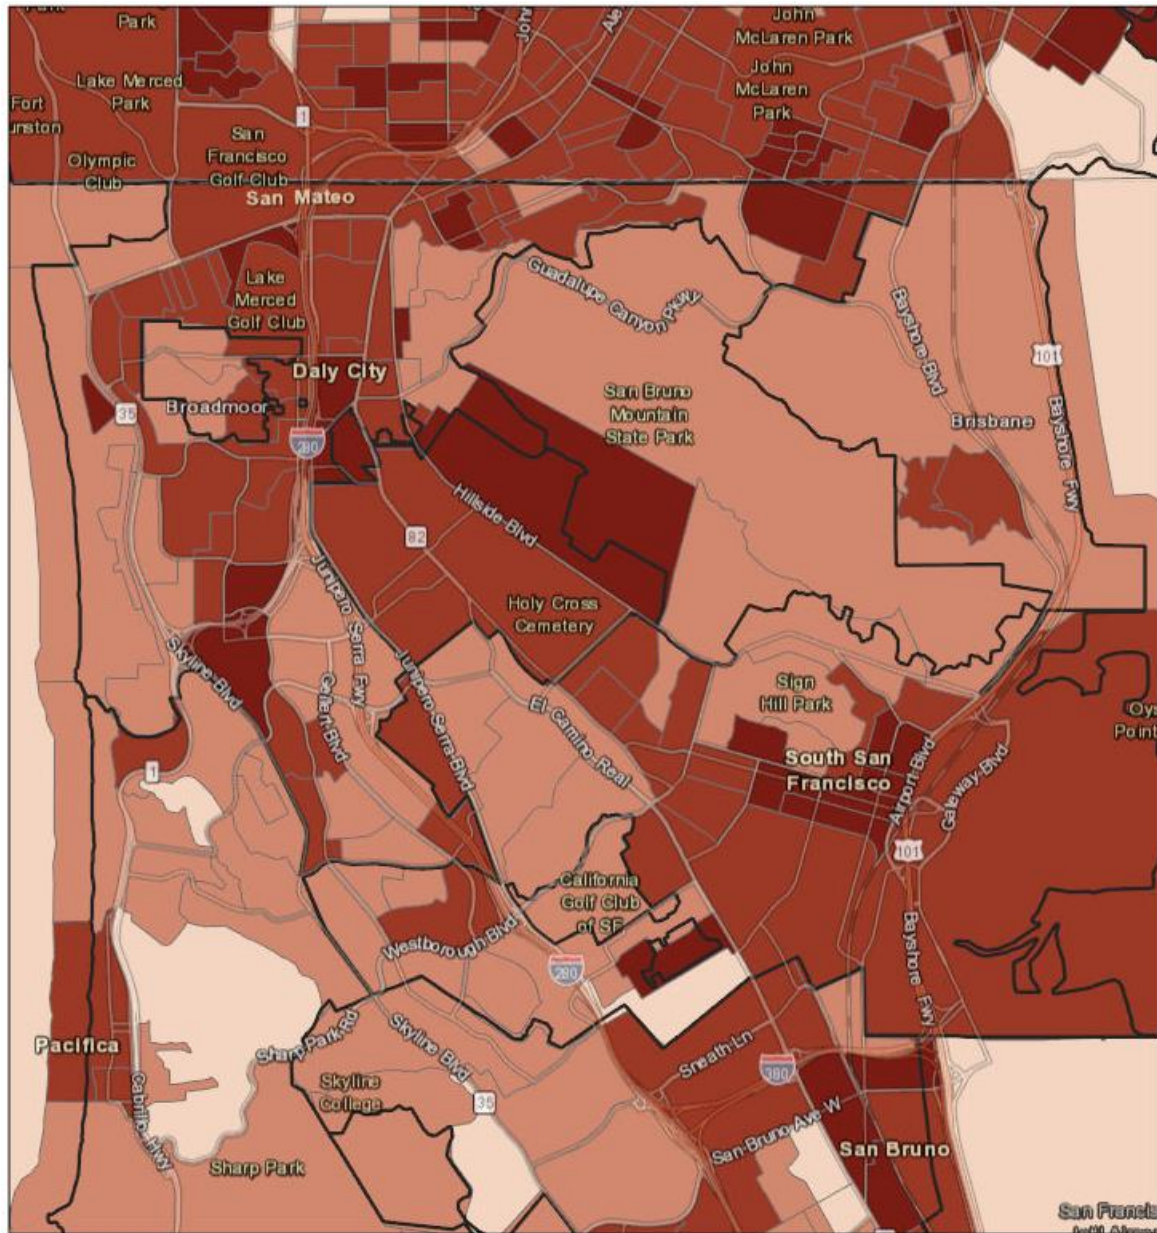 Park
Park
John
McLaren Park
Lake Merced
Park
John
McLaren
Park
Fort
1
San
Francisco
Golf Club
Olympic
Club
San Mateo
Lake
Merced
Golf Club
Guadalupe Canyon Pkwy
Bayshore Blvd
101
Bayshore Fwy
Daly City
San Bruno
Mountain
State Park
35
Broadmoor
Brisbane
280
Hillside Blvd
82
Junipero Serra Fwy
Holy Cross
Cemetery
Skyline Blvd
Gellert Blvd
Junipero Serra Blvd
Sign
Hill Park
El Camino Real
Point
South San
Francisco
Airport Blvd
Gateway Blvd
1
101
California
Golf Club
of SF
Westborough Blvd
280
Bayshore Fwy
Pacifica
Sharp Park Rd
Skyline Blvd
Sneath Ln
380
Cabrillo Hwy
Skyline
College
35
San Bruno Ave W
San Bruno
Sharp Park